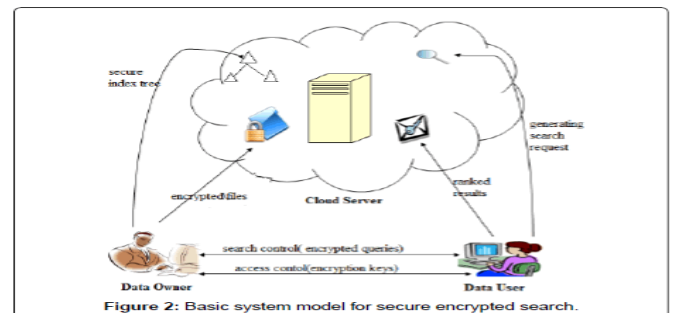 secure
index tree
generating
search
request
encrypted files
Cloud Server
ranked
results
search control( encrypted queries)
access contol(encryption keys)
Data Owner
Data User
Figure 2: Basic system model for secure encrypted search.